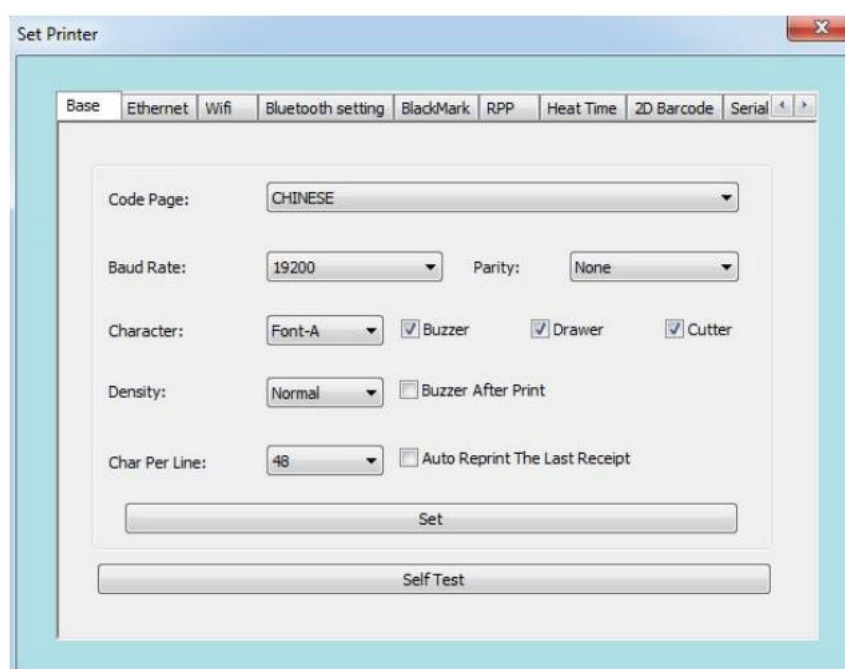 Set Printer
Base Ethernet Wifi Bluetooth setting BlackMark RPP Heat Time 2D Barcode Serial
Code Page: CHINESE
Baud Rate: 19200 Parity: None
Character: Font-A Buzzer Drawer Cutter
Density: Normal Buzzer After Print
Char Per Line: 48 Auto Reprint The Last Receipt
Set
Self Test